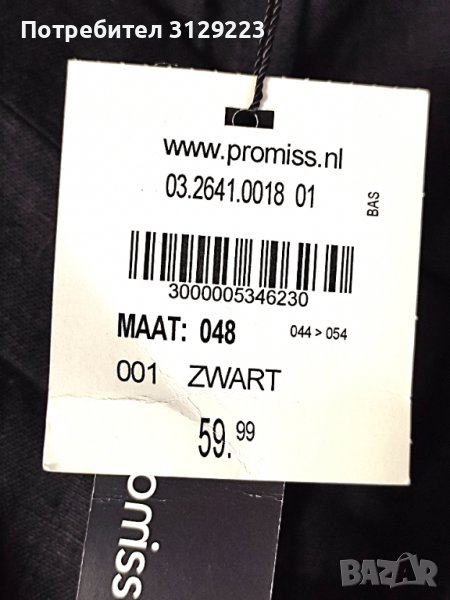 Потребител 3129223
www.promiss.nl
03.2641.0018 01
BAS
3000005346230
MAAT: 048 044 > 054
001 ZWART
59.99
omiss
BAZAR